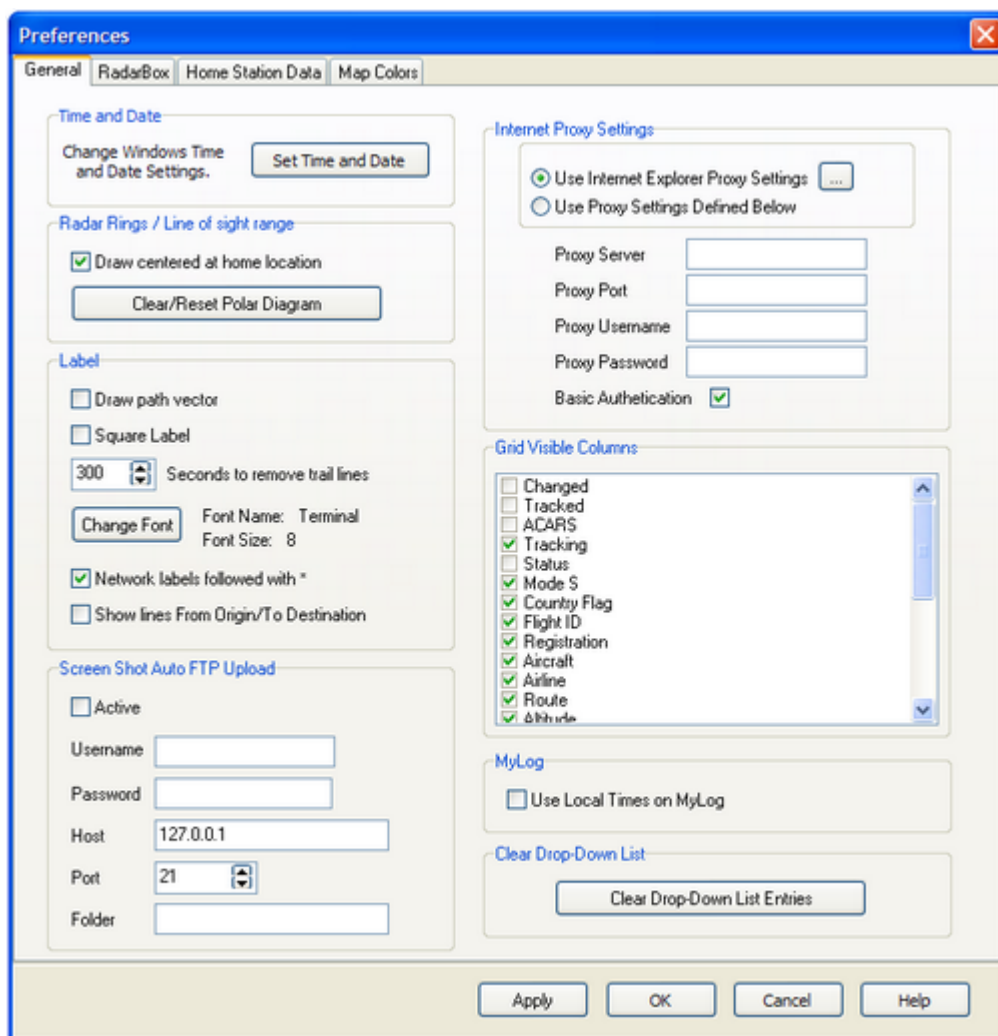 Preferences
General
RadarBox
Home Station Data
Map Colors
Time and Date
Change Windows Time
and Date Settings.
Set Time and Date
Radar Rings / Line of sight range
Draw centered at home location
Clear/Reset Polar Diagram
Label
Draw path vector
Square Label
300 Seconds to remove trail lines
Change Font
Font Name: Terminal
Font Size: 8
Network labels followed with *
Show lines From Origin/To Destination
Screen Shot Auto FTP Upload
Active
Username
Password
Host 127.0.0.1
Port 21
Folder
Internet Proxy Settings
Use Internet Explorer Proxy Settings ...
Use Proxy Settings Defined Below
Proxy Server
Proxy Port
Proxy Username
Proxy Password
Basic Authetication
Grid Visible Columns
Changed
Tracked
ACARS
Tracking
Status
Mode S
Country Flag
Flight ID
Registration
Aircraft
Airline
Route
Altitude
MyLog
Use Local Times on MyLog
Clear Drop-Down List
Clear Drop-Down List Entries
Apply
OK
Cancel
Help